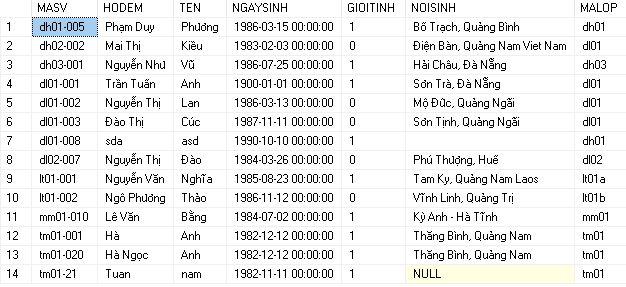 MASV HODEM TEN NGAYSINH GIOITINH NOISINH MALOP
1 dh01-005 Phạm Duy Phương 1986-03-15 00:00:00 1 Bố Trạch, Quảng Bình dh01
2 dh02-002 Mai Thị Kiều 1983-02-03 00:00:00 0 Điện Bàn, Quảng Nam Viet Nam dl01
3 dh03-001 Nguyễn Như Vũ 1986-07-25 00:00:00 1 Hải Châu, Đà Nẵng dh03
4 dl01-001 Trần Tuấn Anh 1900-01-01 00:00:00 1 Sơn Trà, Đà Nẵng dl01
5 dl01-002 Nguyễn Thị Lan 1986-03-13 00:00:00 0 Mộ Đức, Quảng Ngãi dl01
6 dl01-003 Đào Thị Cúc 1987-11-11 00:00:00 0 Sơn Tịnh, Quảng Ngãi dl01
7 dl01-008 sda asd 1990-10-10 00:00:00 1 dh01
8 dl02-007 Nguyễn Thị Đào 1984-03-26 00:00:00 0 Phú Thượng, Huế dl02
9 lt01-001 Nguyễn Văn Nghĩa 1985-08-23 00:00:00 1 Tam Kỳ, Quảng Nam Laos lt01a
10 lt01-002 Ngô Phương Thảo 1986-11-12 00:00:00 0 Vĩnh Linh, Quảng Trị lt01b
11 mm01-010 Lê Văn Bằng 1984-07-02 00:00:00 1 Kỳ Anh - Hà Tĩnh mm01
12 tm01-001 Hà Anh 1982-12-12 00:00:00 1 Thăng Bình, Quảng Nam tm01
13 tm01-020 Hà Ngọc Anh 1982-12-12 00:00:00 1 Thăng Bình, Quảng Nam tm01
14 tm01-21 Tuan nam 1982-11-11 00:00:00 1 NULL tm01